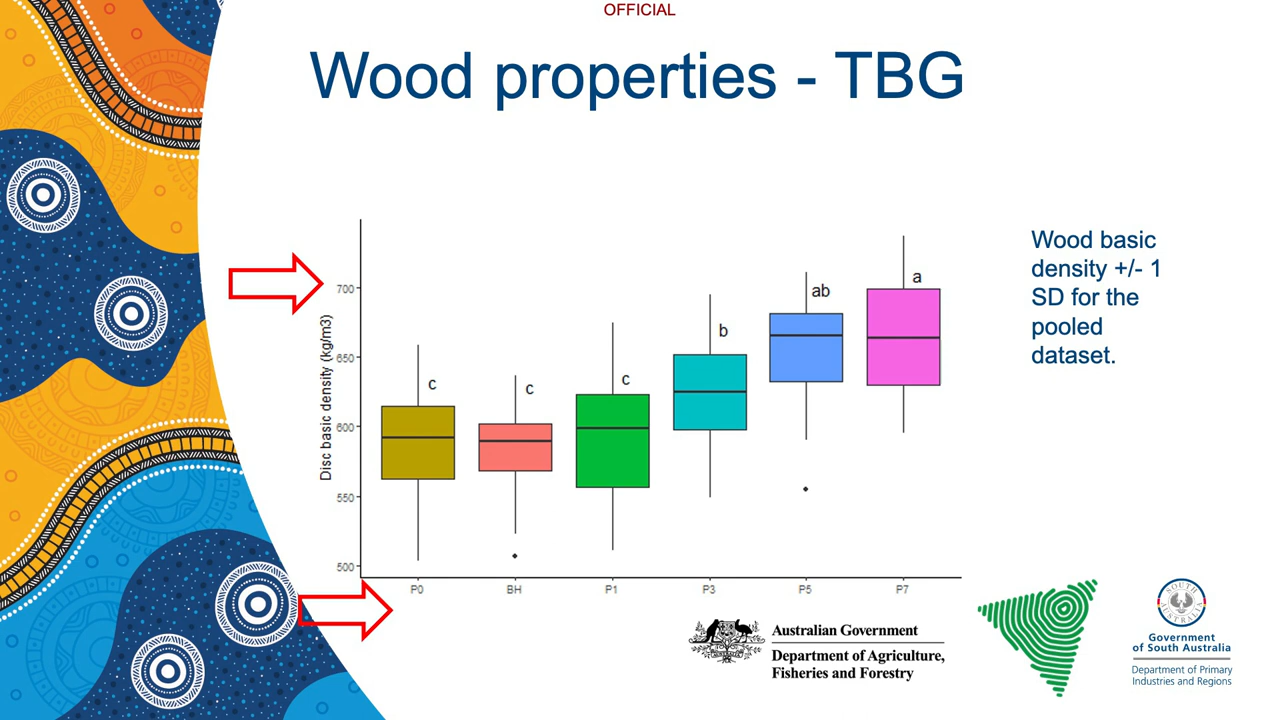 OFFICIAL
Wood properties - TBG
Wood basic
density +/- 1
SD for the
pooled
dataset.
Disc basic density (kg/m3)
700
650
600
550
500
c
c
c
b
ab
a
P0
BH
P1
P3
P5
P7
Australian Government
Department of Agriculture,
Fisheries and Forestry
SOUTH
AUSTRALIA
Government
of South Australia
Department of Primary
Industries and Regions